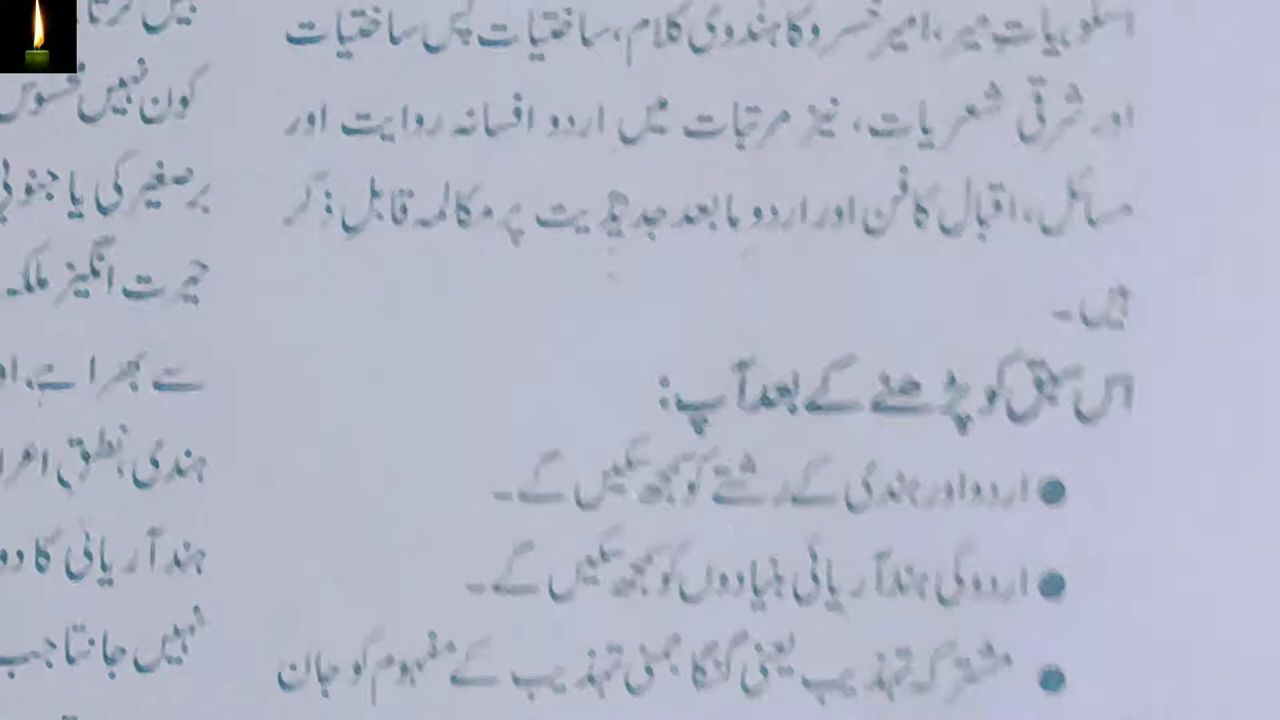 اسلوبیاتِ میر، امیر خسرو کا ہندوی کلام، ساختیات پس ساختیات
اور مشرقی شعریات، نیز مرتبات میں اردو افسانہ روایت اور
مسائل، اقبال کا فن اور اردو مابعد جدیدیت پر مکالمہ قابل ذکر
ہیں۔
اس سبق کو پڑھنے کے بعد آپ:
● اردو اور ہندی کے رشتے کو سمجھ سکیں گے۔
● اردو کی ہند آریائی بنیادوں کو سمجھ سکیں گے۔
● مشترکہ تہذیب یعنی گنگا جمنی تہذیب کے مفہوم کو جان
کون نہیں
برصغیر کی یا جنوبی
حیرت انگیز ملکہ
سے بھرا ہے، او
ہندی، نطق
ہند آریائی کا دو
نہیں جانتا جب